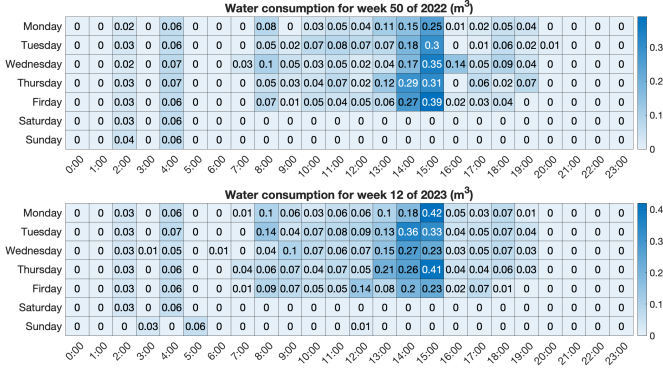 Water consumption for week 50 of 2022 (m³)
Monday 0 0 0.02 0 0.06 0 0 0 0.08 0 0.03 0.05 0.04 0.11 0.15 0.25 0.01 0.02 0.05 0.04 0 0 0 0
Tuesday 0 0 0.03 0 0.06 0 0 0 0.05 0.02 0.07 0.08 0.07 0.07 0.18 0.3 0 0.01 0.06 0.02 0.01 0 0 0
Wednesday 0 0 0.02 0 0.07 0 0 0.03 0.1 0.05 0.03 0.05 0.02 0.04 0.17 0.35 0.14 0.05 0.09 0.04 0 0 0 0
Thursday 0 0 0.03 0 0.07 0 0 0 0.05 0.03 0.04 0.07 0.02 0.12 0.29 0.31 0 0.06 0.02 0.07 0 0 0 0
Firday 0 0 0.03 0 0.06 0 0 0 0.07 0.01 0.05 0.04 0.05 0.06 0.27 0.39 0.02 0.03 0.04 0 0 0 0 0
Saturday 0 0 0.03 0 0.06 0 0 0 0 0 0 0 0 0 0 0 0 0 0 0 0 0 0 0
Sunday 0 0 0.04 0 0.06 0 0 0 0 0 0 0 0 0 0 0 0 0 0 0 0 0 0 0
0:00 1:00 2:00 3:00 4:00 5:00 6:00 7:00 8:00 9:00 10:00 11:00 12:00 13:00 14:00 15:00 16:00 17:00 18:00 19:00 20:00 21:00 22:00 23:00
0.3
0.2
0.1
0
Water consumption for week 12 of 2023 (m³)
Monday 0 0 0.03 0 0.06 0 0 0.01 0.1 0.06 0.03 0.06 0.06 0.1 0.18 0.42 0.05 0.03 0.07 0.01 0 0 0 0
Tuesday 0 0 0.03 0 0.07 0 0 0 0.14 0.04 0.07 0.08 0.09 0.13 0.36 0.33 0.04 0.05 0.07 0.04 0 0 0 0
Wednesday 0 0 0.03 0.01 0.05 0 0.01 0 0.04 0.1 0.07 0.06 0.07 0.15 0.27 0.23 0.03 0.05 0.07 0.03 0 0 0 0
Thursday 0 0 0.03 0 0.06 0 0 0.04 0.06 0.07 0.04 0.07 0.05 0.21 0.26 0.41 0.04 0.04 0.06 0.03 0 0 0 0
Firday 0 0 0.03 0 0.06 0 0 0.01 0.09 0.07 0.05 0.05 0.14 0.08 0.2 0.23 0.02 0.07 0.01 0 0 0 0 0
Saturday 0 0 0.03 0 0.06 0 0 0 0 0 0 0 0 0 0 0 0 0 0 0 0 0 0 0
Sunday 0 0 0 0.03 0 0.06 0 0 0 0 0 0 0.01 0 0 0 0 0 0 0 0 0 0 0
0:00 1:00 2:00 3:00 4:00 5:00 6:00 7:00 8:00 9:00 10:00 11:00 12:00 13:00 14:00 15:00 16:00 17:00 18:00 19:00 20:00 21:00 22:00 23:00
0.4
0.3
0.2
0.1
0